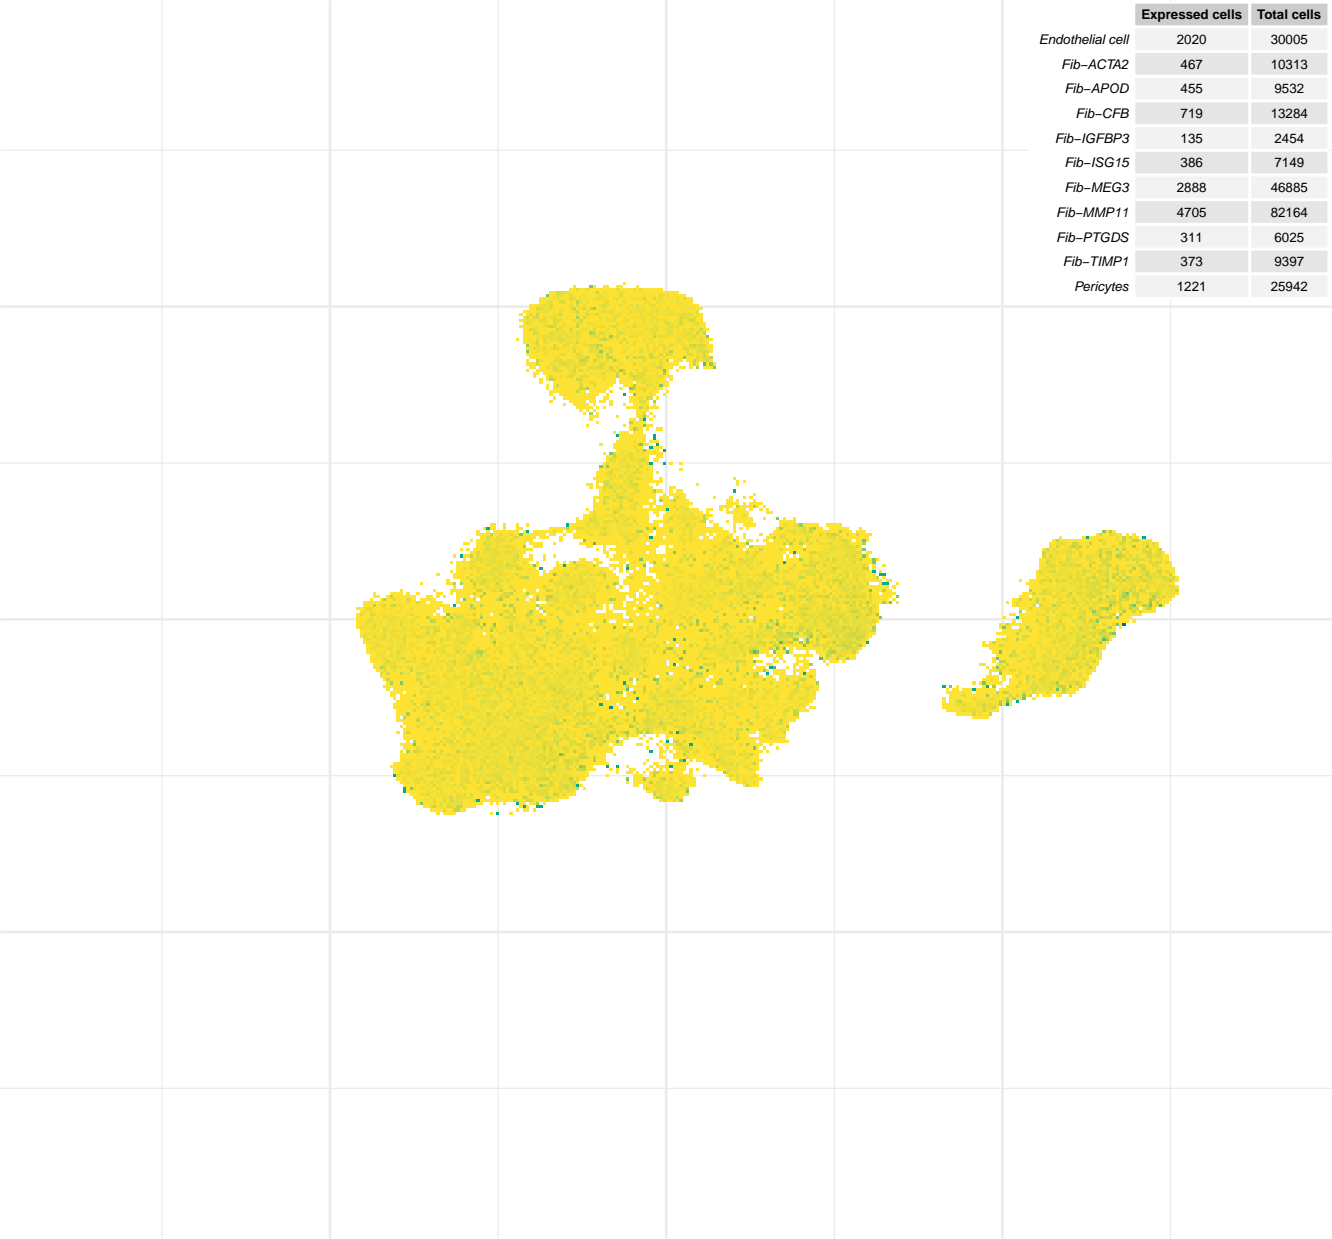 Expressed cells Total cells
Endothelial cell 2020 30005
Fib−ACTA2 467 10313
Fib−APOD 455 9532
Fib−CFB 719 13284
Fib−IGFBP3 135 2454
Fib−ISG15 386 7149
Fib−MEG3 2888 46885
Fib−MMP11 4705 82164
Fib−PTGDS 311 6025
Fib−TIMP1 373 9397
Pericytes 1221 25942